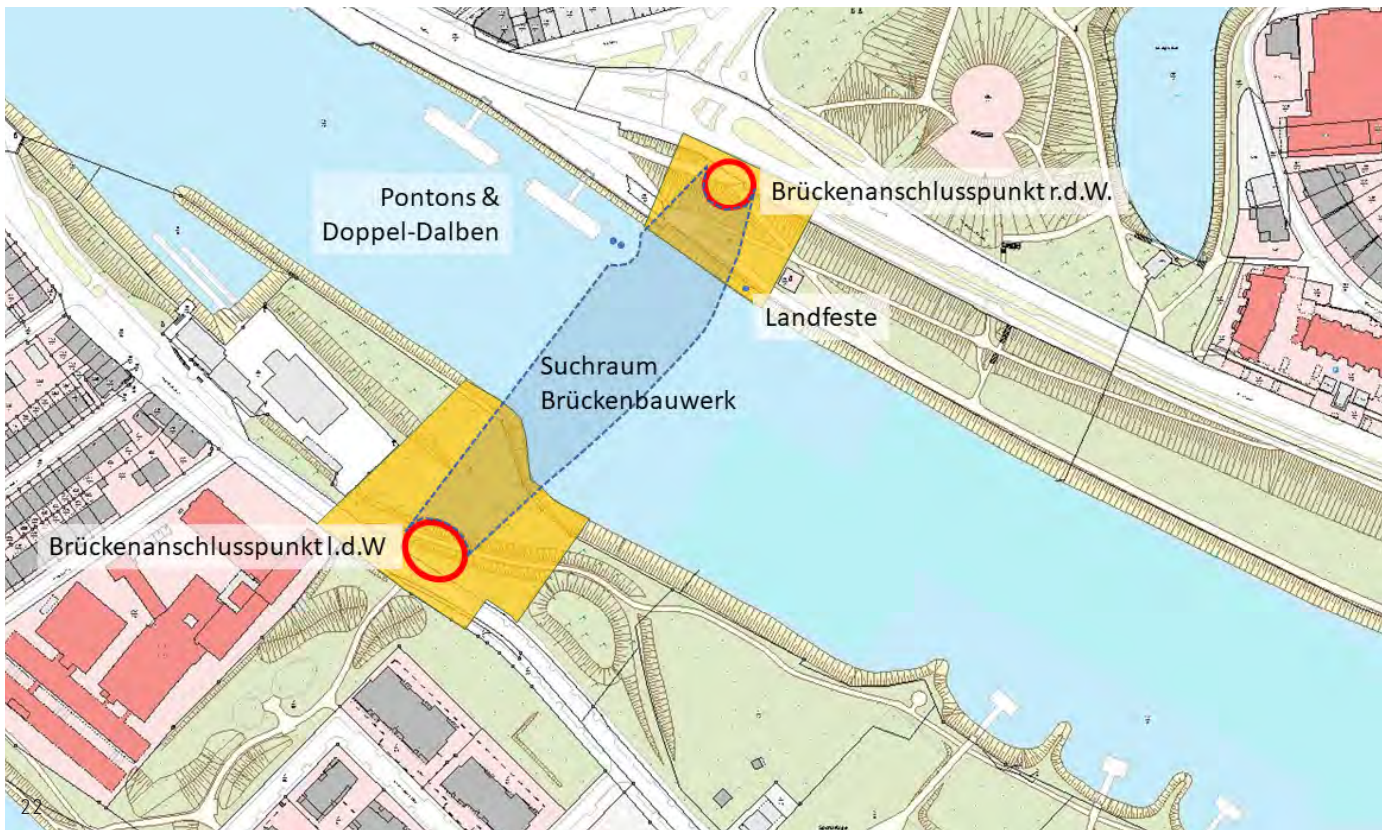 Pontons &
Doppel-Dalben
Brückenanschlusspunkt r.d.W.
Landfeste
Suchraum
Brückenbauwerk
Brückenanschlusspunkt l.d.W
22